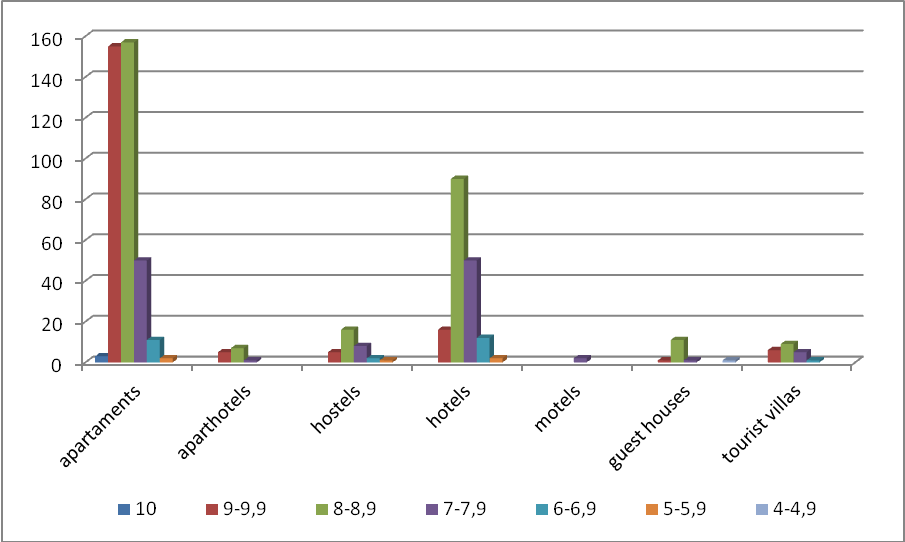 160
140
120
100
80
60
40
20
0
apartaments
aparthotels
hostels
hotels
motels
guest houses
tourist villas
10 9-9,9 8-8,9 7-7,9 6-6,9 5-5,9 4-4,9